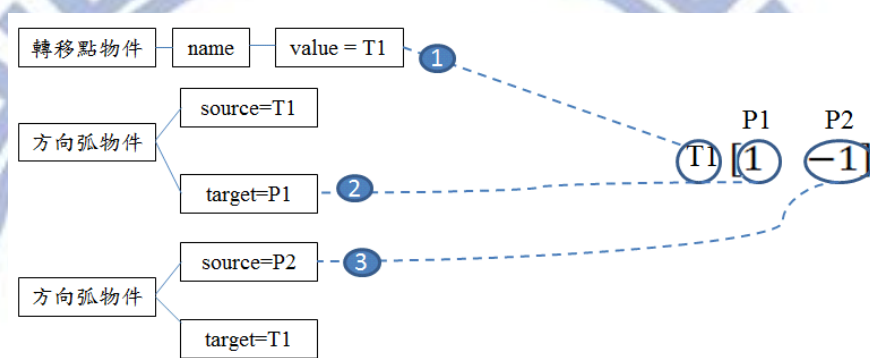 轉移點物件 name value = T1 1
source=T1
方向弧物件
target=P1 2
P1 P2
T1 [1 −1]
source=P2 3
方向弧物件
target=T1